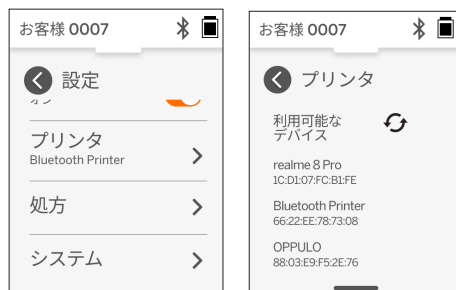 お客様 0007
設定
オン
プリンタ
Bluetooth Printer
処方
システム
お客様 0007
プリンタ
利用可能な
デバイス
realme 8 Pro
1C:D1:07:FC:B1:FE
Bluetooth Printer
66:22:EE:78:73:08
OPPULO
88:03:E9:F5:2E:76